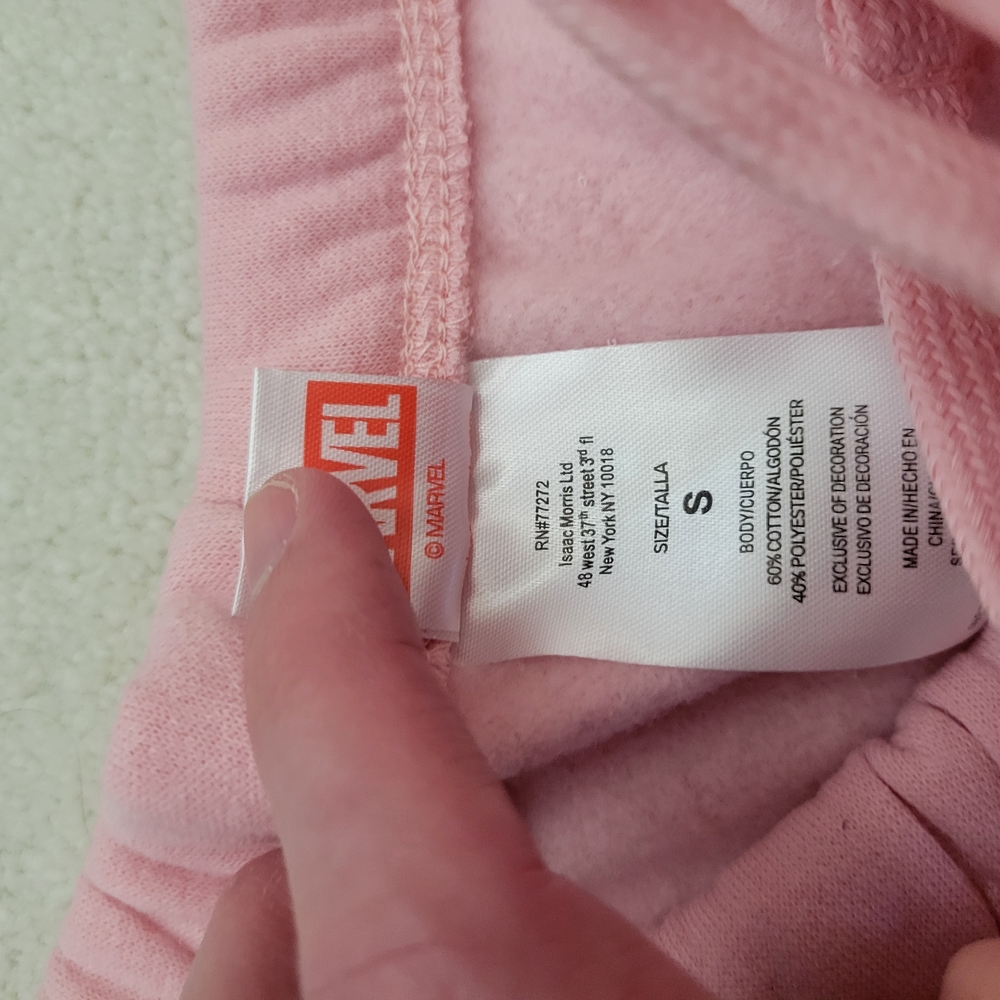 MARVEL
© MARVEL
RN#77272
Isaac Morris Ltd
48 west 37th street 3rd fl
New York NY 10018
SIZE/TALLA
S
BODY/CUERPO
60% COTTON/ALGODÓN
40% POLYESTER/POLIÉSTER
EXCLUSIVE OF DECORATION
EXCLUSIVO DE DECORACIÓN
MADE IN/HECHO EN
CHINA/